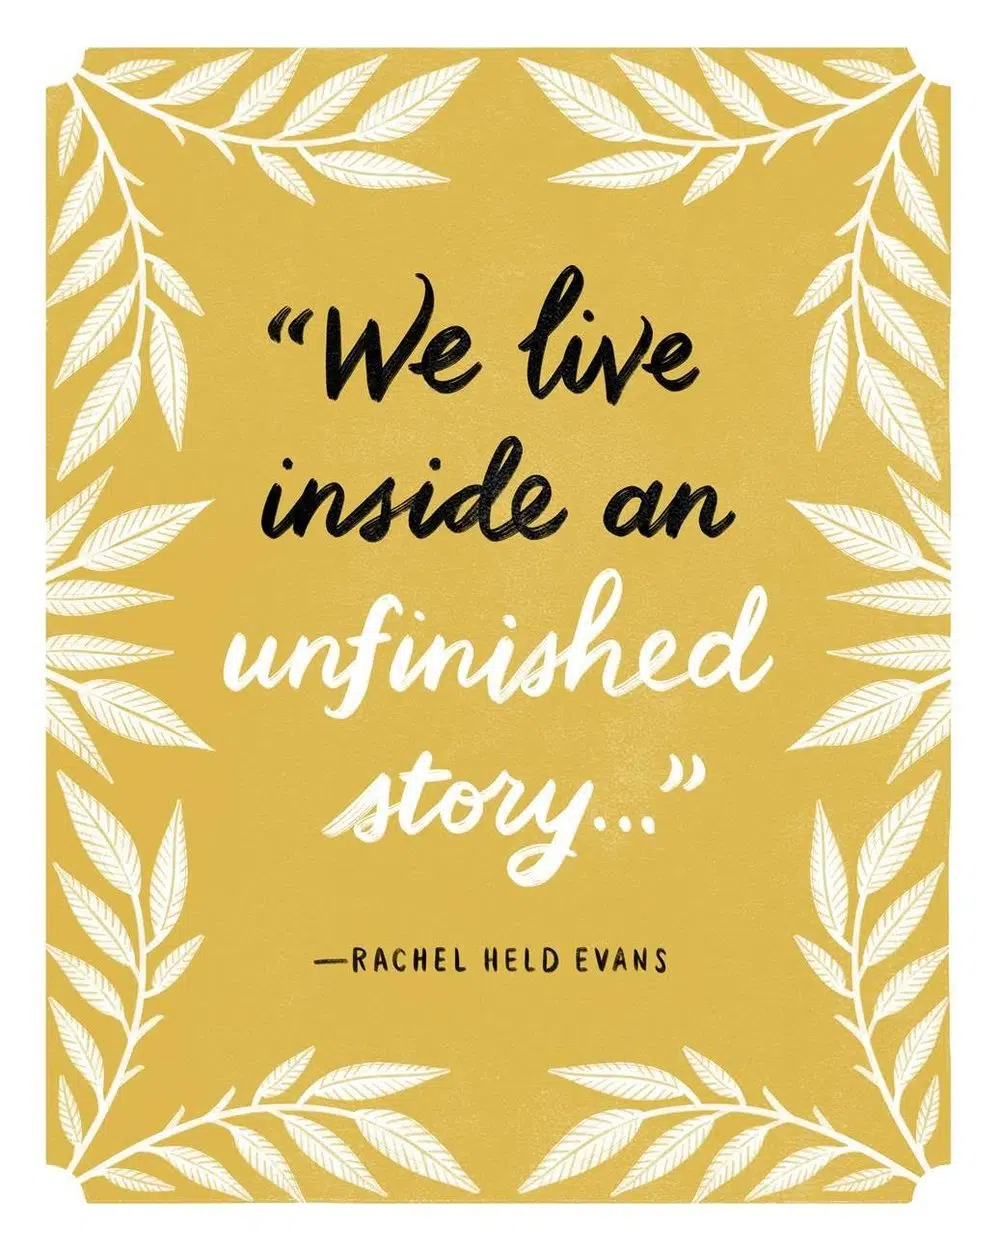 “We live
inside an
unfinished
story...”
—RACHEL HELD EVANS